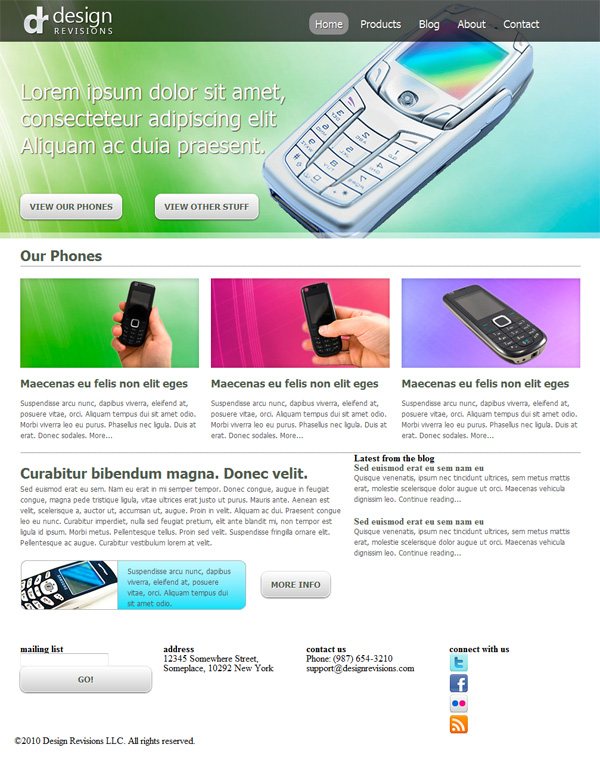 dr design
REVISIONS
Home Products Blog About Contact
Lorem ipsum dolor sit amet,
consecteteur adipiscing elit
Aliquam ac duia praesent.
VIEW OUR PHONES VIEW OTHER STUFF
Our Phones
Maecenas eu felis non elit eges
Suspendisse arcu nunc, dapibus viverra, eleifend at,
posuere vitae, orci. Aliquam tempus dui sit amet odio.
Morbi viverra leo eu purus. Phasellus nec ligula. Duis at
erat. Donec sodales. More...
Maecenas eu felis non elit eges
Suspendisse arcu nunc, dapibus viverra, eleifend at,
posuere vitae, orci. Aliquam tempus dui sit amet odio.
Morbi viverra leo eu purus. Phasellus nec ligula. Duis at
erat. Donec sodales. More...
Maecenas eu felis non elit eges
Suspendisse arcu nunc, dapibus viverra, eleifend at,
posuere vitae, orci. Aliquam tempus dui sit amet odio.
Morbi viverra leo eu purus. Phasellus nec ligula. Duis at
erat. Donec sodales. More...
Curabitur bibendum magna. Donec velit.
Sed euismod erat eu sem. Nam eu erat in mi semper tempor. Donec congue, augue in feugiat
congue, magna pede tristique ligula, vitae ultrices erat justo ut purus. Mauris ante. Aenean est
velit, scelerisque a, auctor ut, accumsan ut, augue. Proin in velit. Aliquam ac dui. Praesent congue
leo eu nunc. Curabitur imperdiet, nulla sed feugiat pretium, elit ante blandit mi, non tempor est
ligula id ipsum. Morbi metus. Pellentesque tellus. Proin sed velit. Suspendisse fringilla ornare elit.
Pellentesque ac augue. Curabitur vestibulum lorem at velit.
Suspendisse arcu nunc, dapibus
viverra, eleifend at, posuere
vitae, orci. Aliquam tempus dui
sit amet odio.
MORE INFO
Latest from the blog
Sed euismod erat eu sem nam eu
Quisque venenatis, ipsum nec tincidunt ultrices, sem metus mattis
erat, molestie scelerisque dolor augue ut orci. Maecenas vehicula
dignissim leo. Continue reading...
Sed euismod erat eu sem nam eu
Quisque venenatis, ipsum nec tincidunt ultrices, sem metus mattis
erat, molestie scelerisque dolor augue ut orci. Maecenas vehicula
dignissim leo. Continue reading...
mailing list
GO!
address
12345 Somewhere Street,
Someplace, 10292 New York
contact us
Phone: (987) 654-3210
support@designrevisions.com
connect with us
©2010 Design Revisions LLC. All rights reserved.